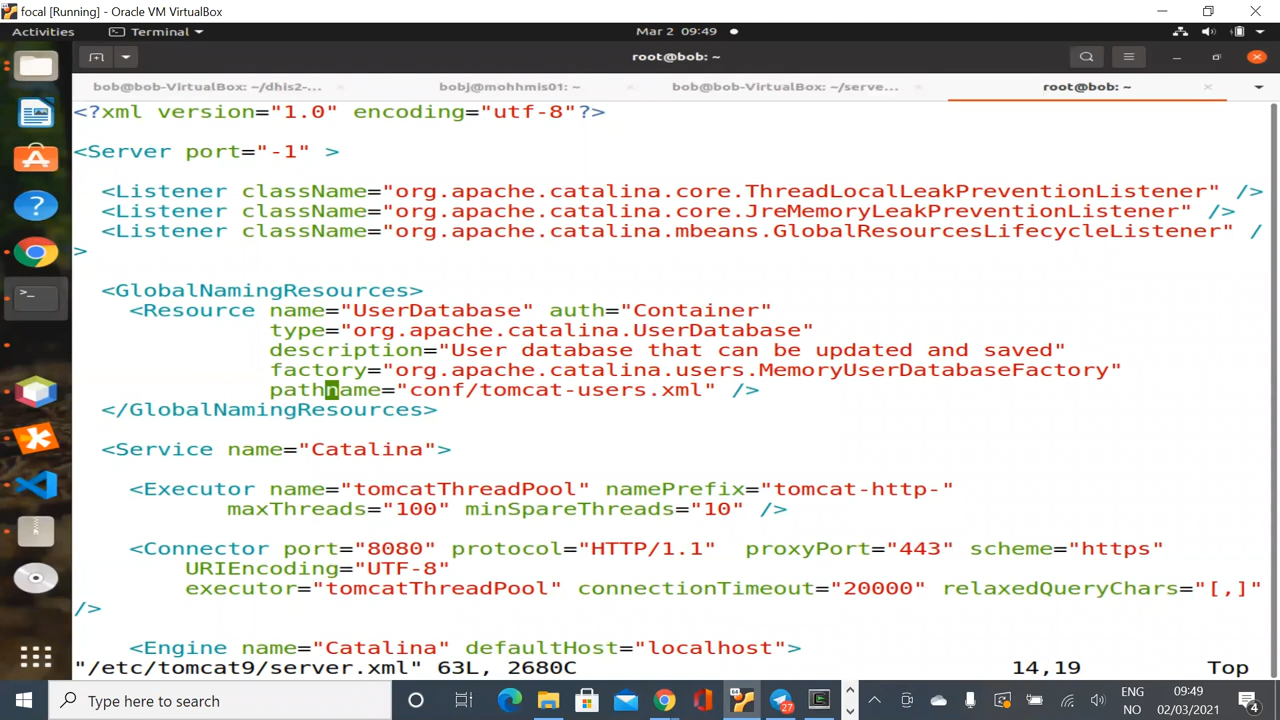 focal [Running] - Oracle VM VirtualBox
Activities Terminal Mar 2 09:49
root@bob: ~
bob@bob-VirtualBox: ~/dhis2-... bobj@mohhmis01: ~ bob@bob-VirtualBox: ~/serve... root@bob: ~
<?xml version="1.0" encoding="utf-8"?>
<Server port="-1" >
<Listener className="org.apache.catalina.core.ThreadLocalLeakPreventionListener" />
<Listener className="org.apache.catalina.core.JreMemoryLeakPreventionListener" />
<Listener className="org.apache.catalina.mbeans.GlobalResourcesLifecycleListener" /
>
<GlobalNamingResources>
<Resource name="UserDatabase" auth="Container"
type="org.apache.catalina.UserDatabase"
description="User database that can be updated and saved"
factory="org.apache.catalina.users.MemoryUserDatabaseFactory"
pathname="conf/tomcat-users.xml" />
</GlobalNamingResources>
<Service name="Catalina">
<Executor name="tomcatThreadPool" namePrefix="tomcat-http-"
maxThreads="100" minSpareThreads="10" />
<Connector port="8080" protocol="HTTP/1.1" proxyPort="443" scheme="https"
URIEncoding="UTF-8"
executor="tomcatThreadPool" connectionTimeout="20000" relaxedQueryChars="[,]"
/>
<Engine name="Catalina" defaultHost="localhost">
"/etc/tomcat9/server.xml" 63L, 2680C 14,19 Top
Type here to search 27 ENG 09:49
NO 02/03/2021 4